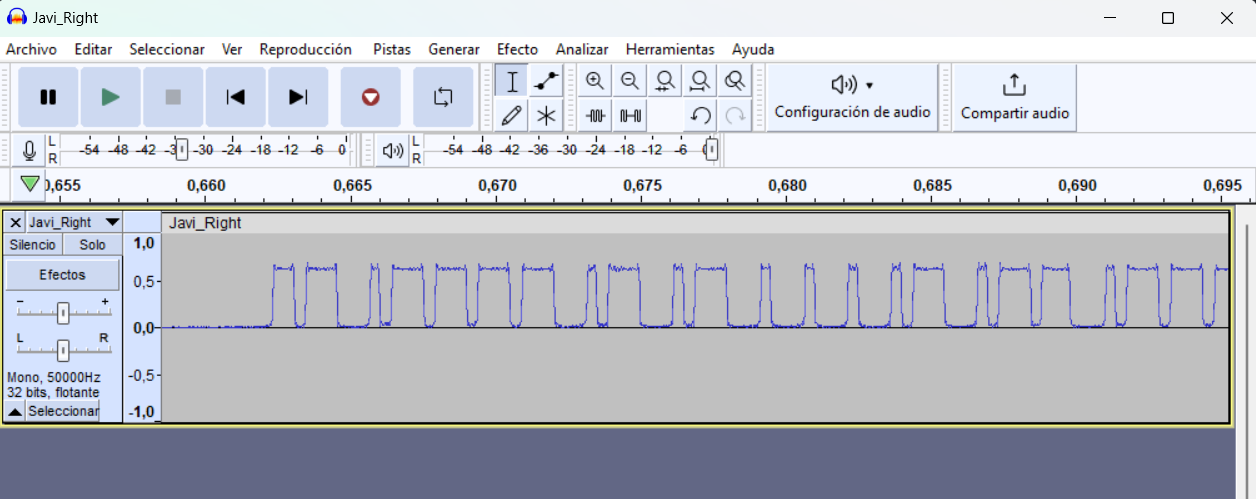 Javi_Right
Archivo Editar Seleccionar Ver Reproducción Pistas Generar Efecto Analizar Herramientas Ayuda
Configuración de audio
Compartir audio
L R -54 -48 -42 -30 -24 -18 -12 -6 0
L R -54 -48 -42 -36 -30 -24 -18 -12 -6
0,655 0,660 0,665 0,670 0,675 0,680 0,685 0,690 0,695
Javi_Right
Javi_Right
Silencio Solo
Efectos
- +
L R
Mono, 50000Hz
32 bits, flotante
Seleccionar
1,0
0,5-
0,0-
-0,5-
-1,0